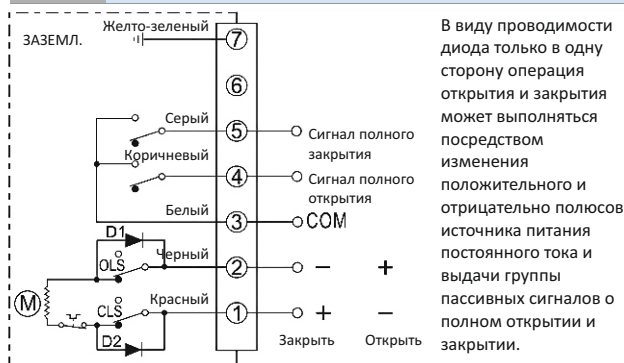 ЗАЗЕМЛ.
Желто-зеленый
7
6
Серый
5
Сигнал полного
закрытия
Коричневый
4
Сигнал полного
открытия
Белый
3
COM
D1
OLS
Черный
2
−
+
M
CLS
Красный
1
+
−
D2
Закрыть
Открыть
В виду проводимости
диода только в одну
сторону операция
открытия и закрытия
может выполняться
посредством
изменения
положительного и
отрицательно полюсов
источника питания
постоянного тока и
выдачи группы
пассивных сигналов о
полном открытии и
закрытии.